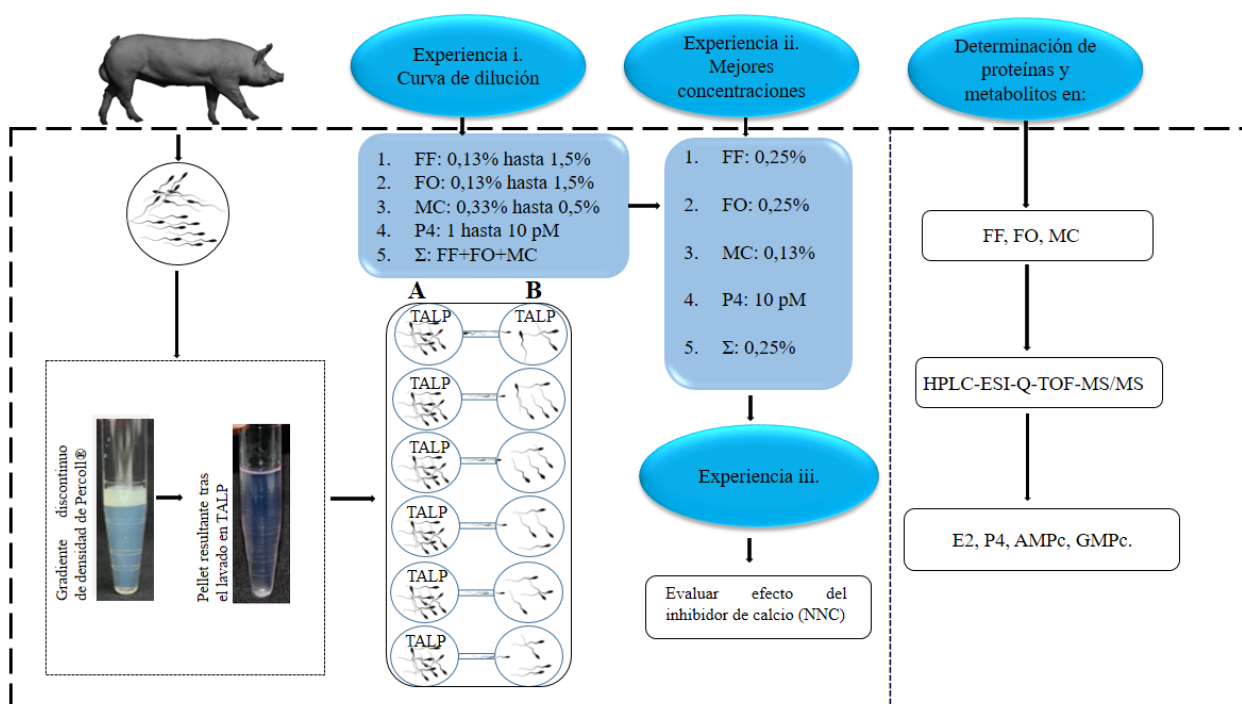 Experiencia i.
Curva de dilución
Experiencia ii.
Mejores
concentraciones
Determinación de
proteínas y
metabolitos en:
1. FF: 0,13% hasta 1,5%
2. FO: 0,13% hasta 1,5%
3. MC: 0,33% hasta 0,5%
4. P4: 1 hasta 10 pM
5. Σ: FF+FO+MC
1. FF: 0,25%
2. FO: 0,25%
3. MC: 0,13%
4. P4: 10 pM
5. Σ: 0,25%
FF, FO, MC
HPLC-ESI-Q-TOF-MS/MS
E2, P4, AMPc, GMPc.
A B
TALP TALP
TALP
TALP
TALP
TALP
TALP
Gradiente discontinuo
de densidad de Percoll®
Pellet resultante tras
el lavado en TALP
Experiencia iii.
Evaluar efecto del
inhibidor de calcio (NNC)